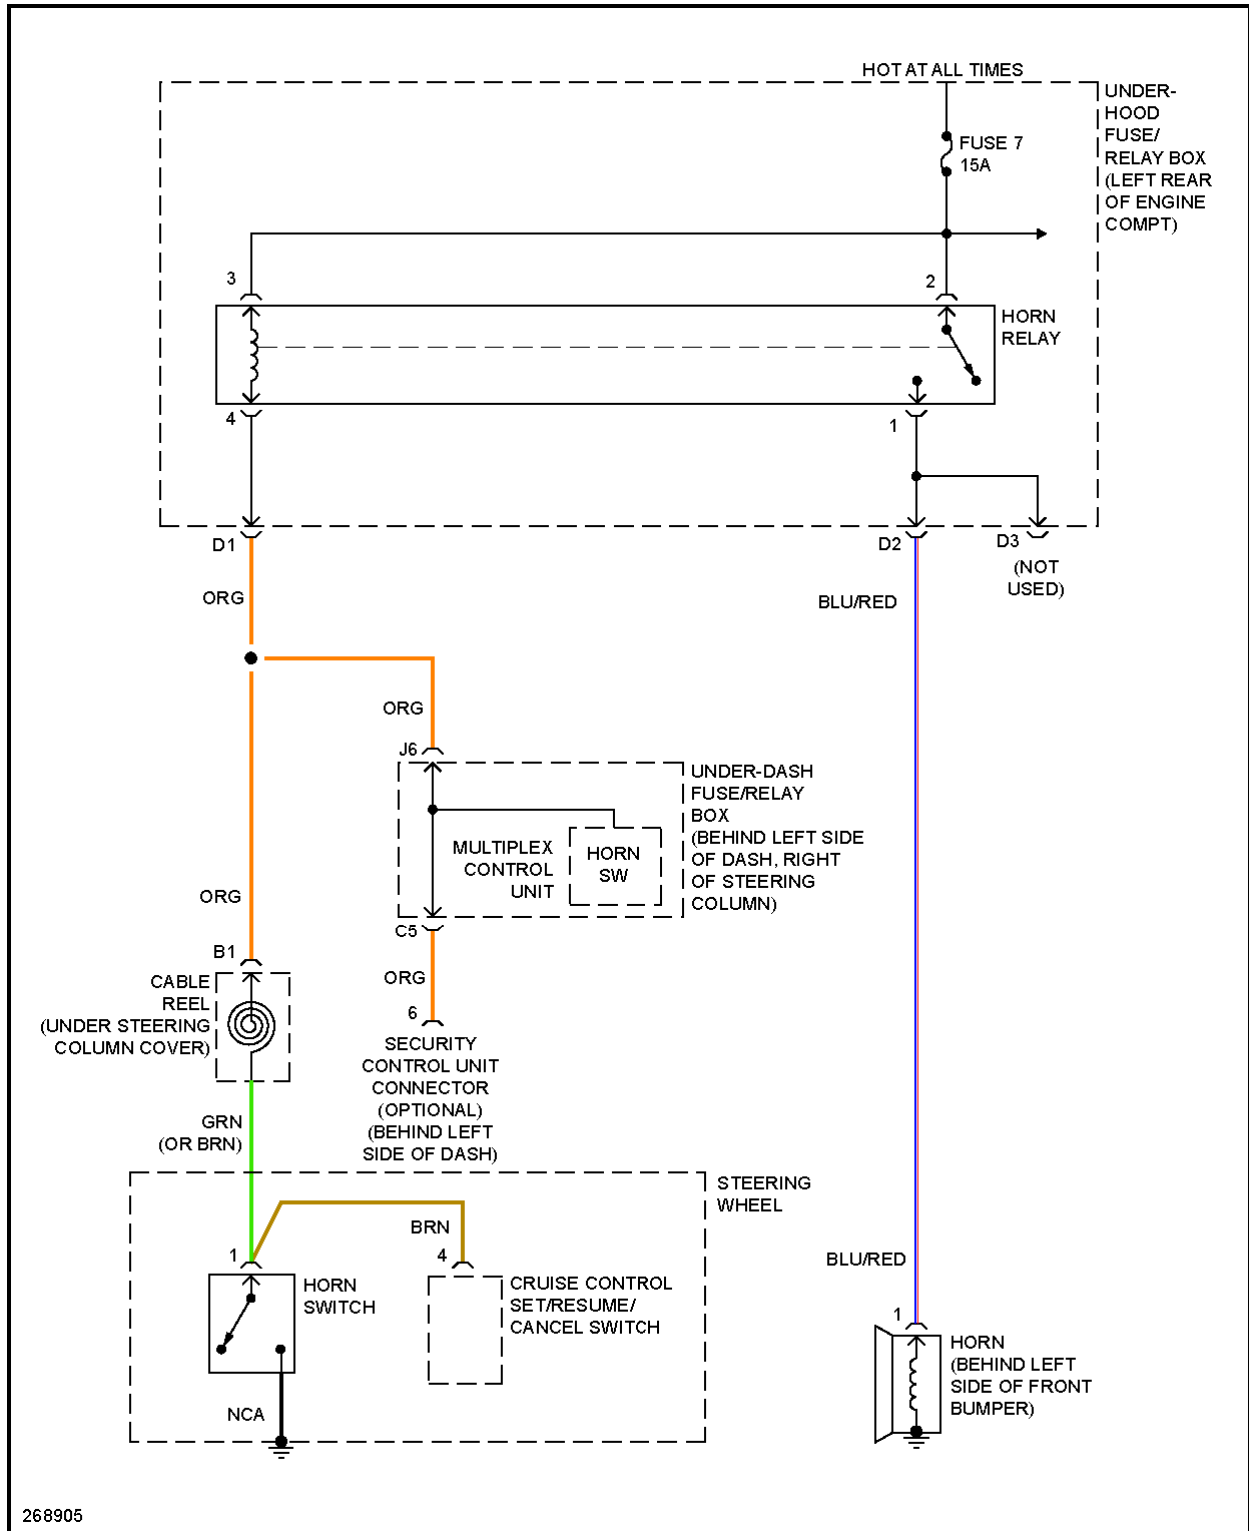 HOT AT ALL TIMES
UNDER-
HOOD
FUSE/
RELAY BOX
(LEFT REAR
OF ENGINE
COMPT)
FUSE 7
15A
3
2
HORN
RELAY
4
1
D1
D2
D3
(NOT
USED)
ORG
BLU/RED
ORG
J6
UNDER-DASH
FUSE/RELAY
BOX
(BEHIND LEFT SIDE
OF DASH, RIGHT
OF STEERING
COLUMN)
MULTIPLEX
CONTROL
UNIT
HORN
SW
ORG
C5
B1
CABLE
REEL
(UNDER STEERING
COLUMN COVER)
ORG
6
SECURITY
CONTROL UNIT
CONNECTOR
(OPTIONAL)
(BEHIND LEFT
SIDE OF DASH)
GRN
(OR BRN)
STEERING
WHEEL
BRN
1
4
HORN
SWITCH
CRUISE CONTROL
SET/RESUME/
CANCEL SWITCH
BLU/RED
1
HORN
(BEHIND LEFT
SIDE OF FRONT
BUMPER)
NCA
268905